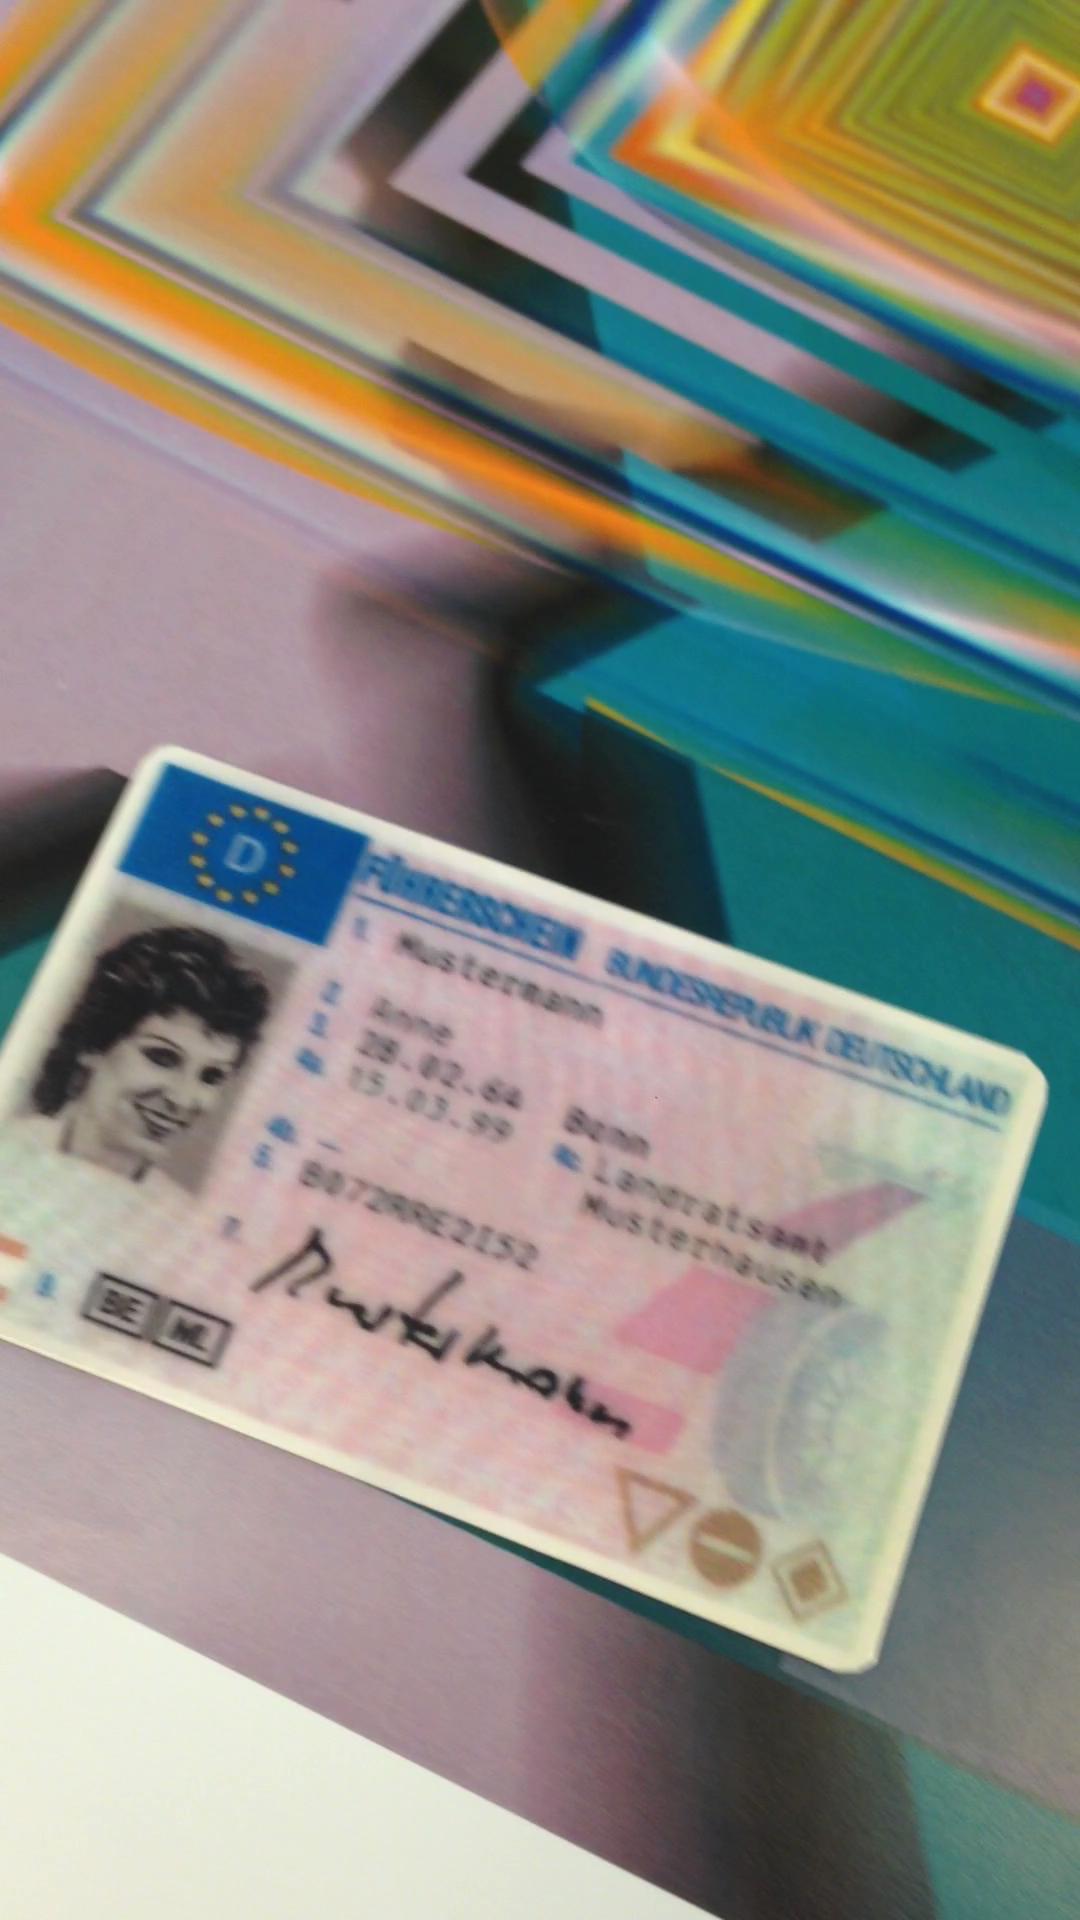 D
FÜHRERSCHEIN BUNDESREPUBLIK DEUTSCHLAND
1. Mustermann
2. Anne
3. 28.02.64 Bonn
4a. 15.03.99 4c. Landratsamt
Musterhausen
4b. –
5. B072RRE2I52
7. Mustermann
9. BE ML